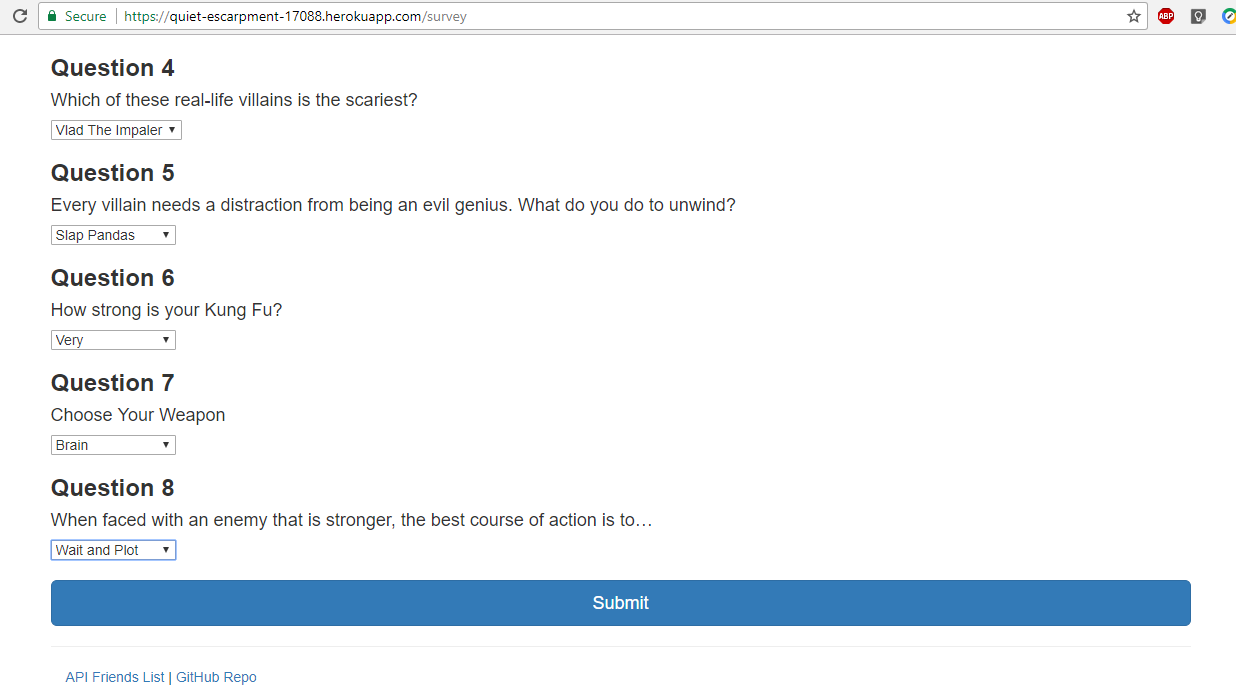 Secure https://quiet-escarpment-17088.herokuapp.com/survey
ABP
Question 4
Which of these real-life villains is the scariest?
Vlad The Impaler
Question 5
Every villain needs a distraction from being an evil genius. What do you do to unwind?
Slap Pandas
Question 6
How strong is your Kung Fu?
Very
Question 7
Choose Your Weapon
Brain
Question 8
When faced with an enemy that is stronger, the best course of action is to…
Wait and Plot
Submit
API Friends List | GitHub Repo